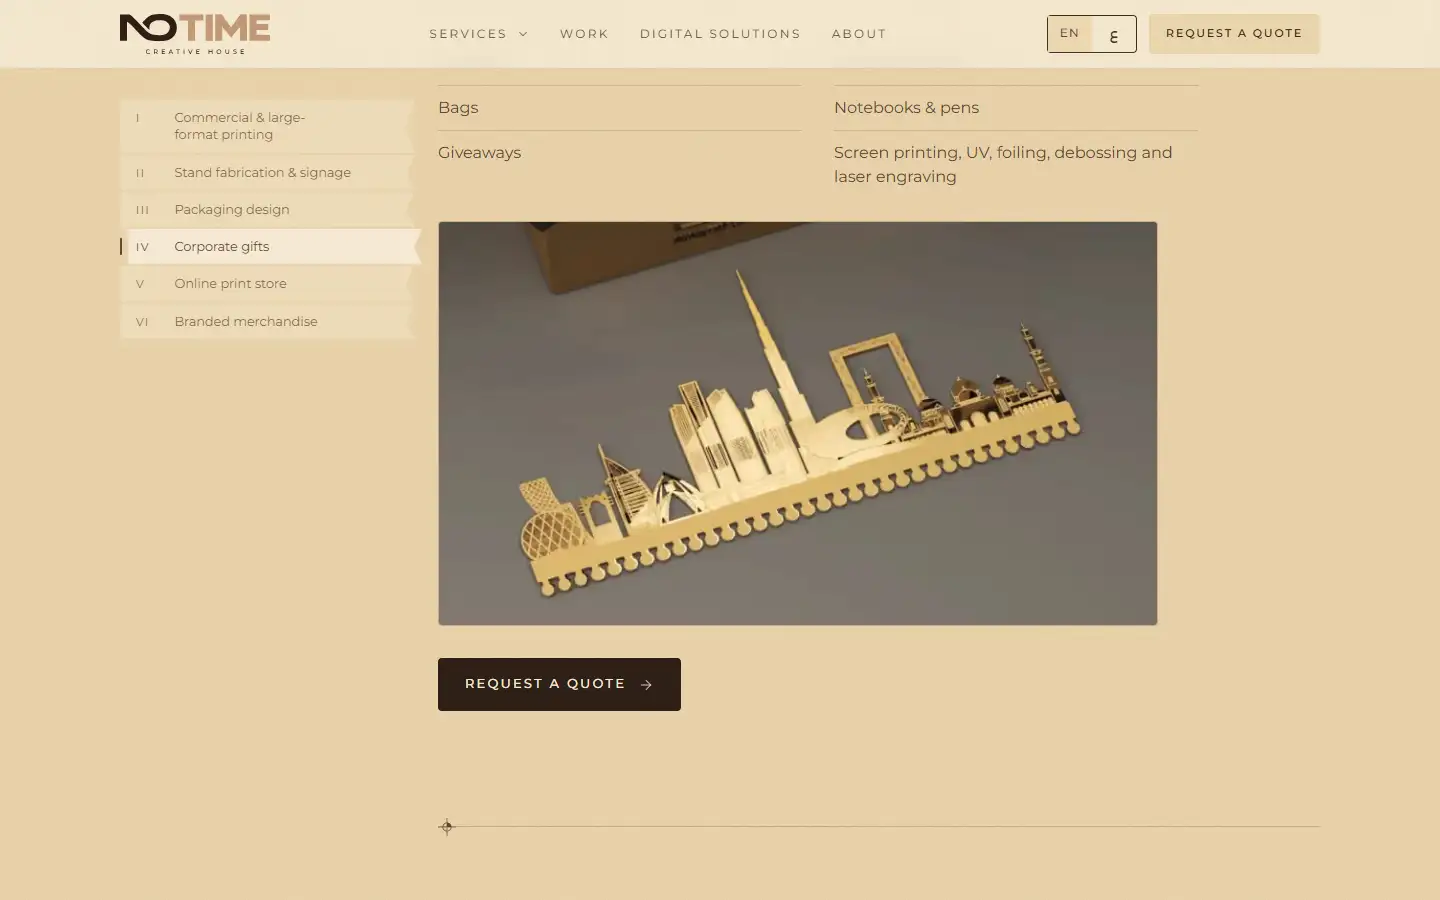 NOTIME
CREATIVE HOUSE
SERVICES
WORK
DIGITAL SOLUTIONS
ABOUT
EN
ع
REQUEST A QUOTE
I Commercial & large-
format printing
II Stand fabrication & signage
III Packaging design
IV Corporate gifts
V Online print store
VI Branded merchandise
Bags
Notebooks & pens
Giveaways
Screen printing, UV, foiling, debossing and
laser engraving
REQUEST A QUOTE